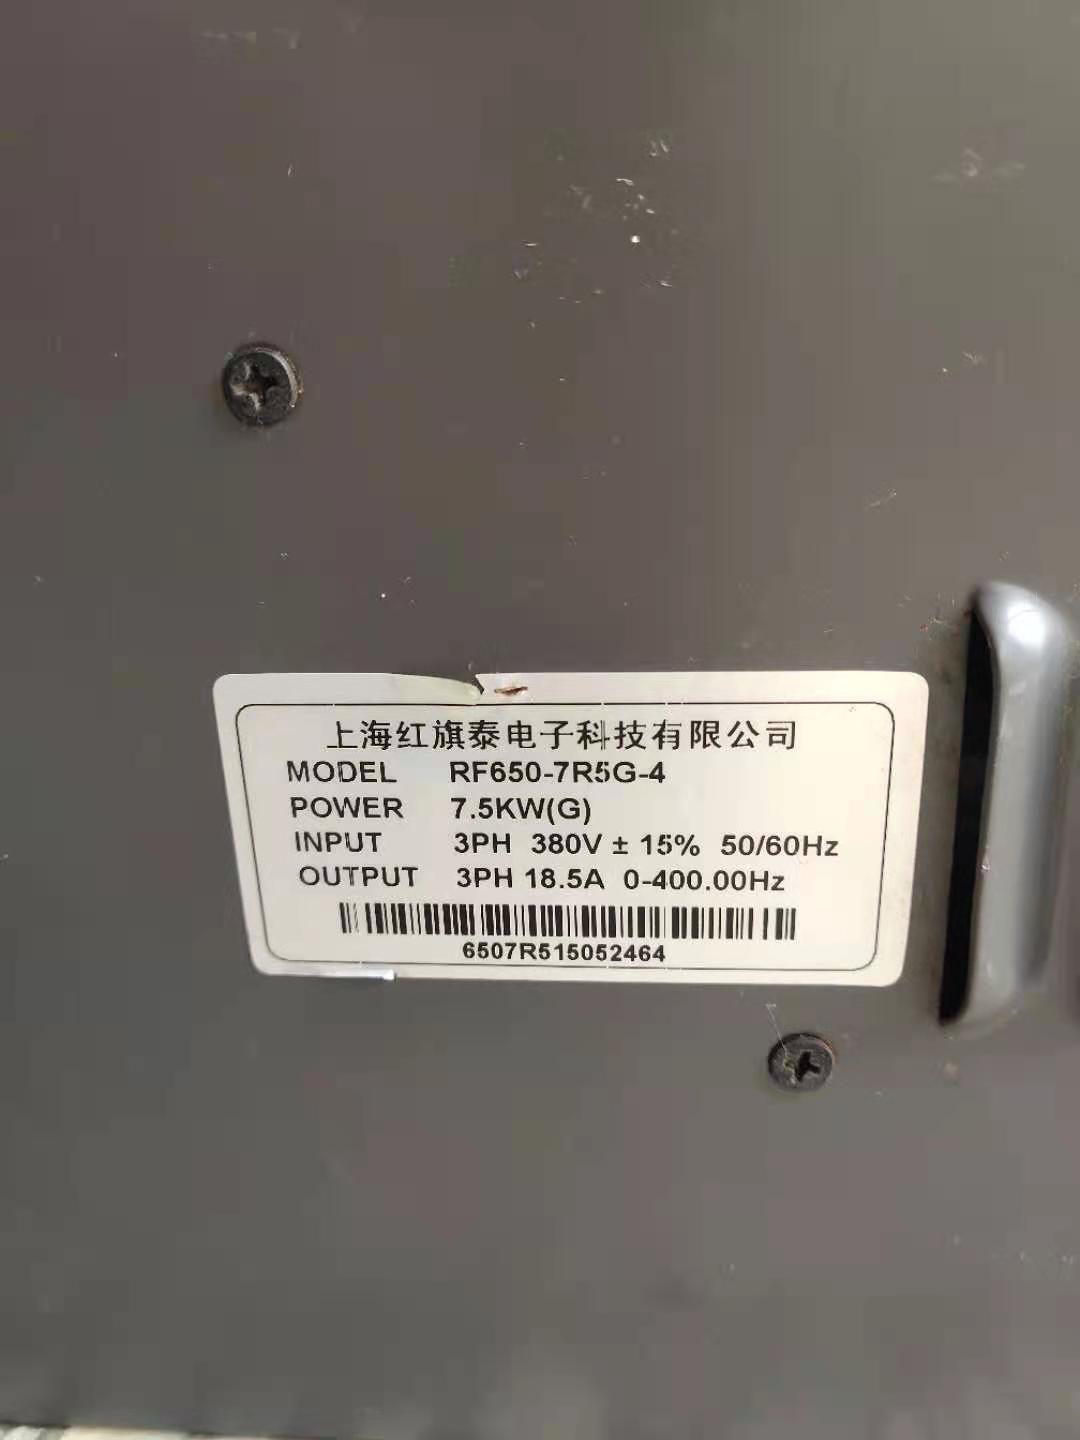 上海红旗泰电子科技有限公司
MODEL RF650-7R5G-4
POWER 7.5KW(G)
INPUT 3PH 380V ± 15% 50/60Hz
OUTPUT 3PH 18.5A 0-400.00Hz
6507R515052464